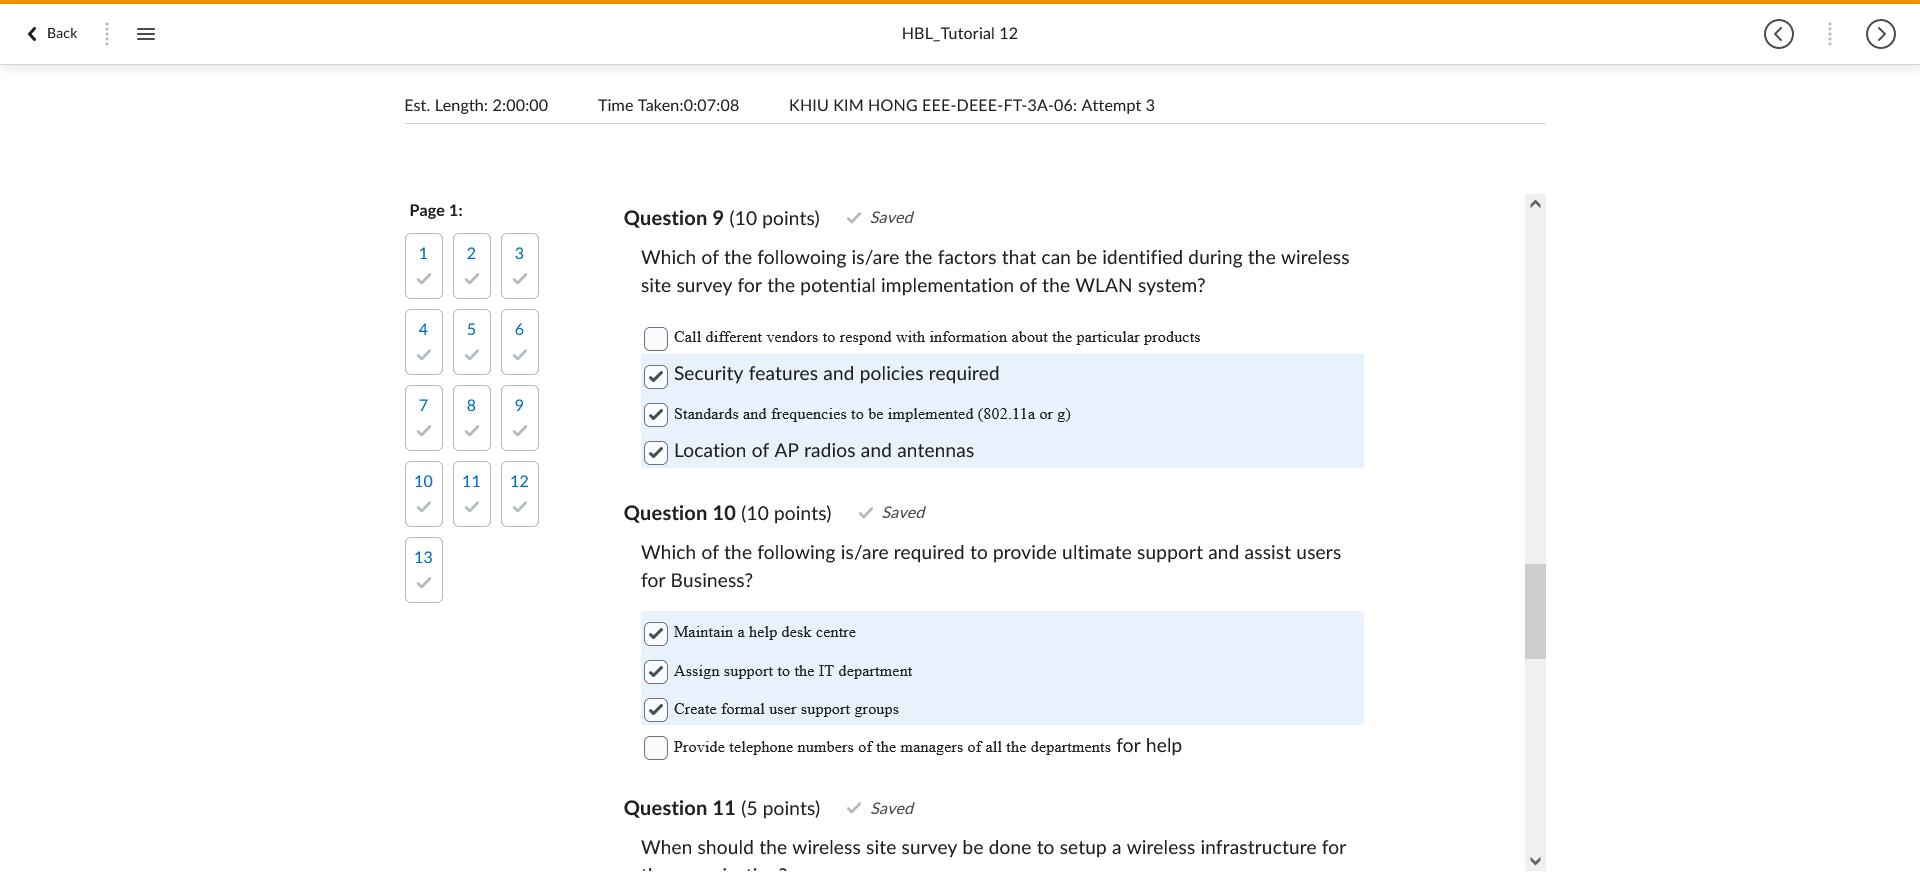 Back
HBL_Tutorial 12
Est. Length: 2:00:00 Time Taken:0:07:08 KHIU KIM HONG EEE-DEEE-FT-3A-06: Attempt 3
Page 1:
1 2 3
4 5 6
7 8 9
10 11 12
13
Question 9 (10 points) Saved
Which of the followoing is/are the factors that can be identified during the wireless
site survey for the potential implementation of the WLAN system?
Call different vendors to respond with information about the particular products
Security features and policies required
Standards and frequencies to be implemented (802.11a or g)
Location of AP radios and antennas
Question 10 (10 points) Saved
Which of the following is/are required to provide ultimate support and assist users
for Business?
Maintain a help desk centre
Assign support to the IT department
Create formal user support groups
Provide telephone numbers of the managers of all the departments for help
Question 11 (5 points) Saved
When should the wireless site survey be done to setup a wireless infrastructure for